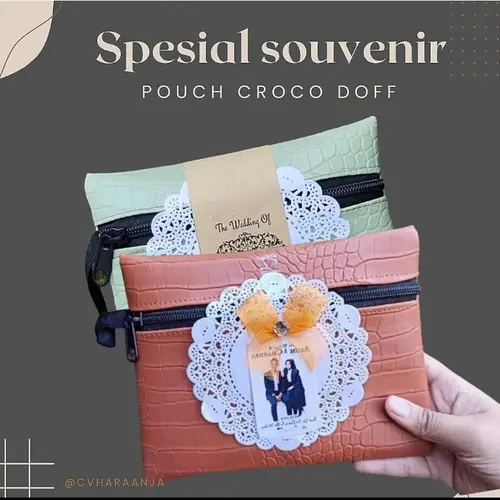 Spesial souvenir
POUCH CROCO DOFF
The Wedding Of
@CVHARAANJA